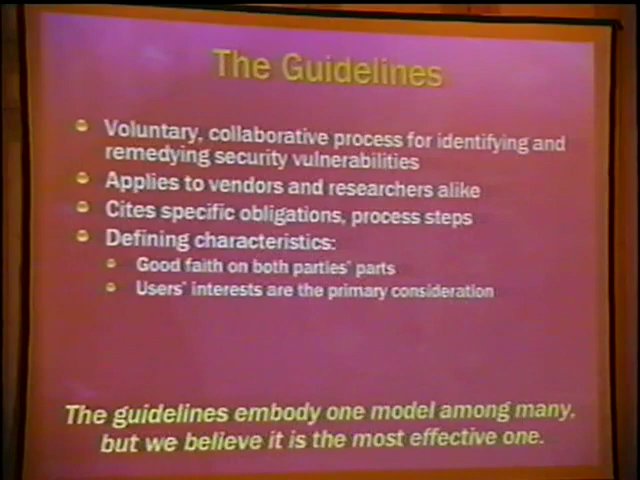 The Guidelines
Voluntary, collaborative process for identifying and
remedying security vulnerabilities
Applies to vendors and researchers alike
Cites specific obligations, process steps
Defining characteristics:
Good faith on both parties' parts
Users' interests are the primary consideration
The guidelines embody one model among many,
but we believe it is the most effective one.